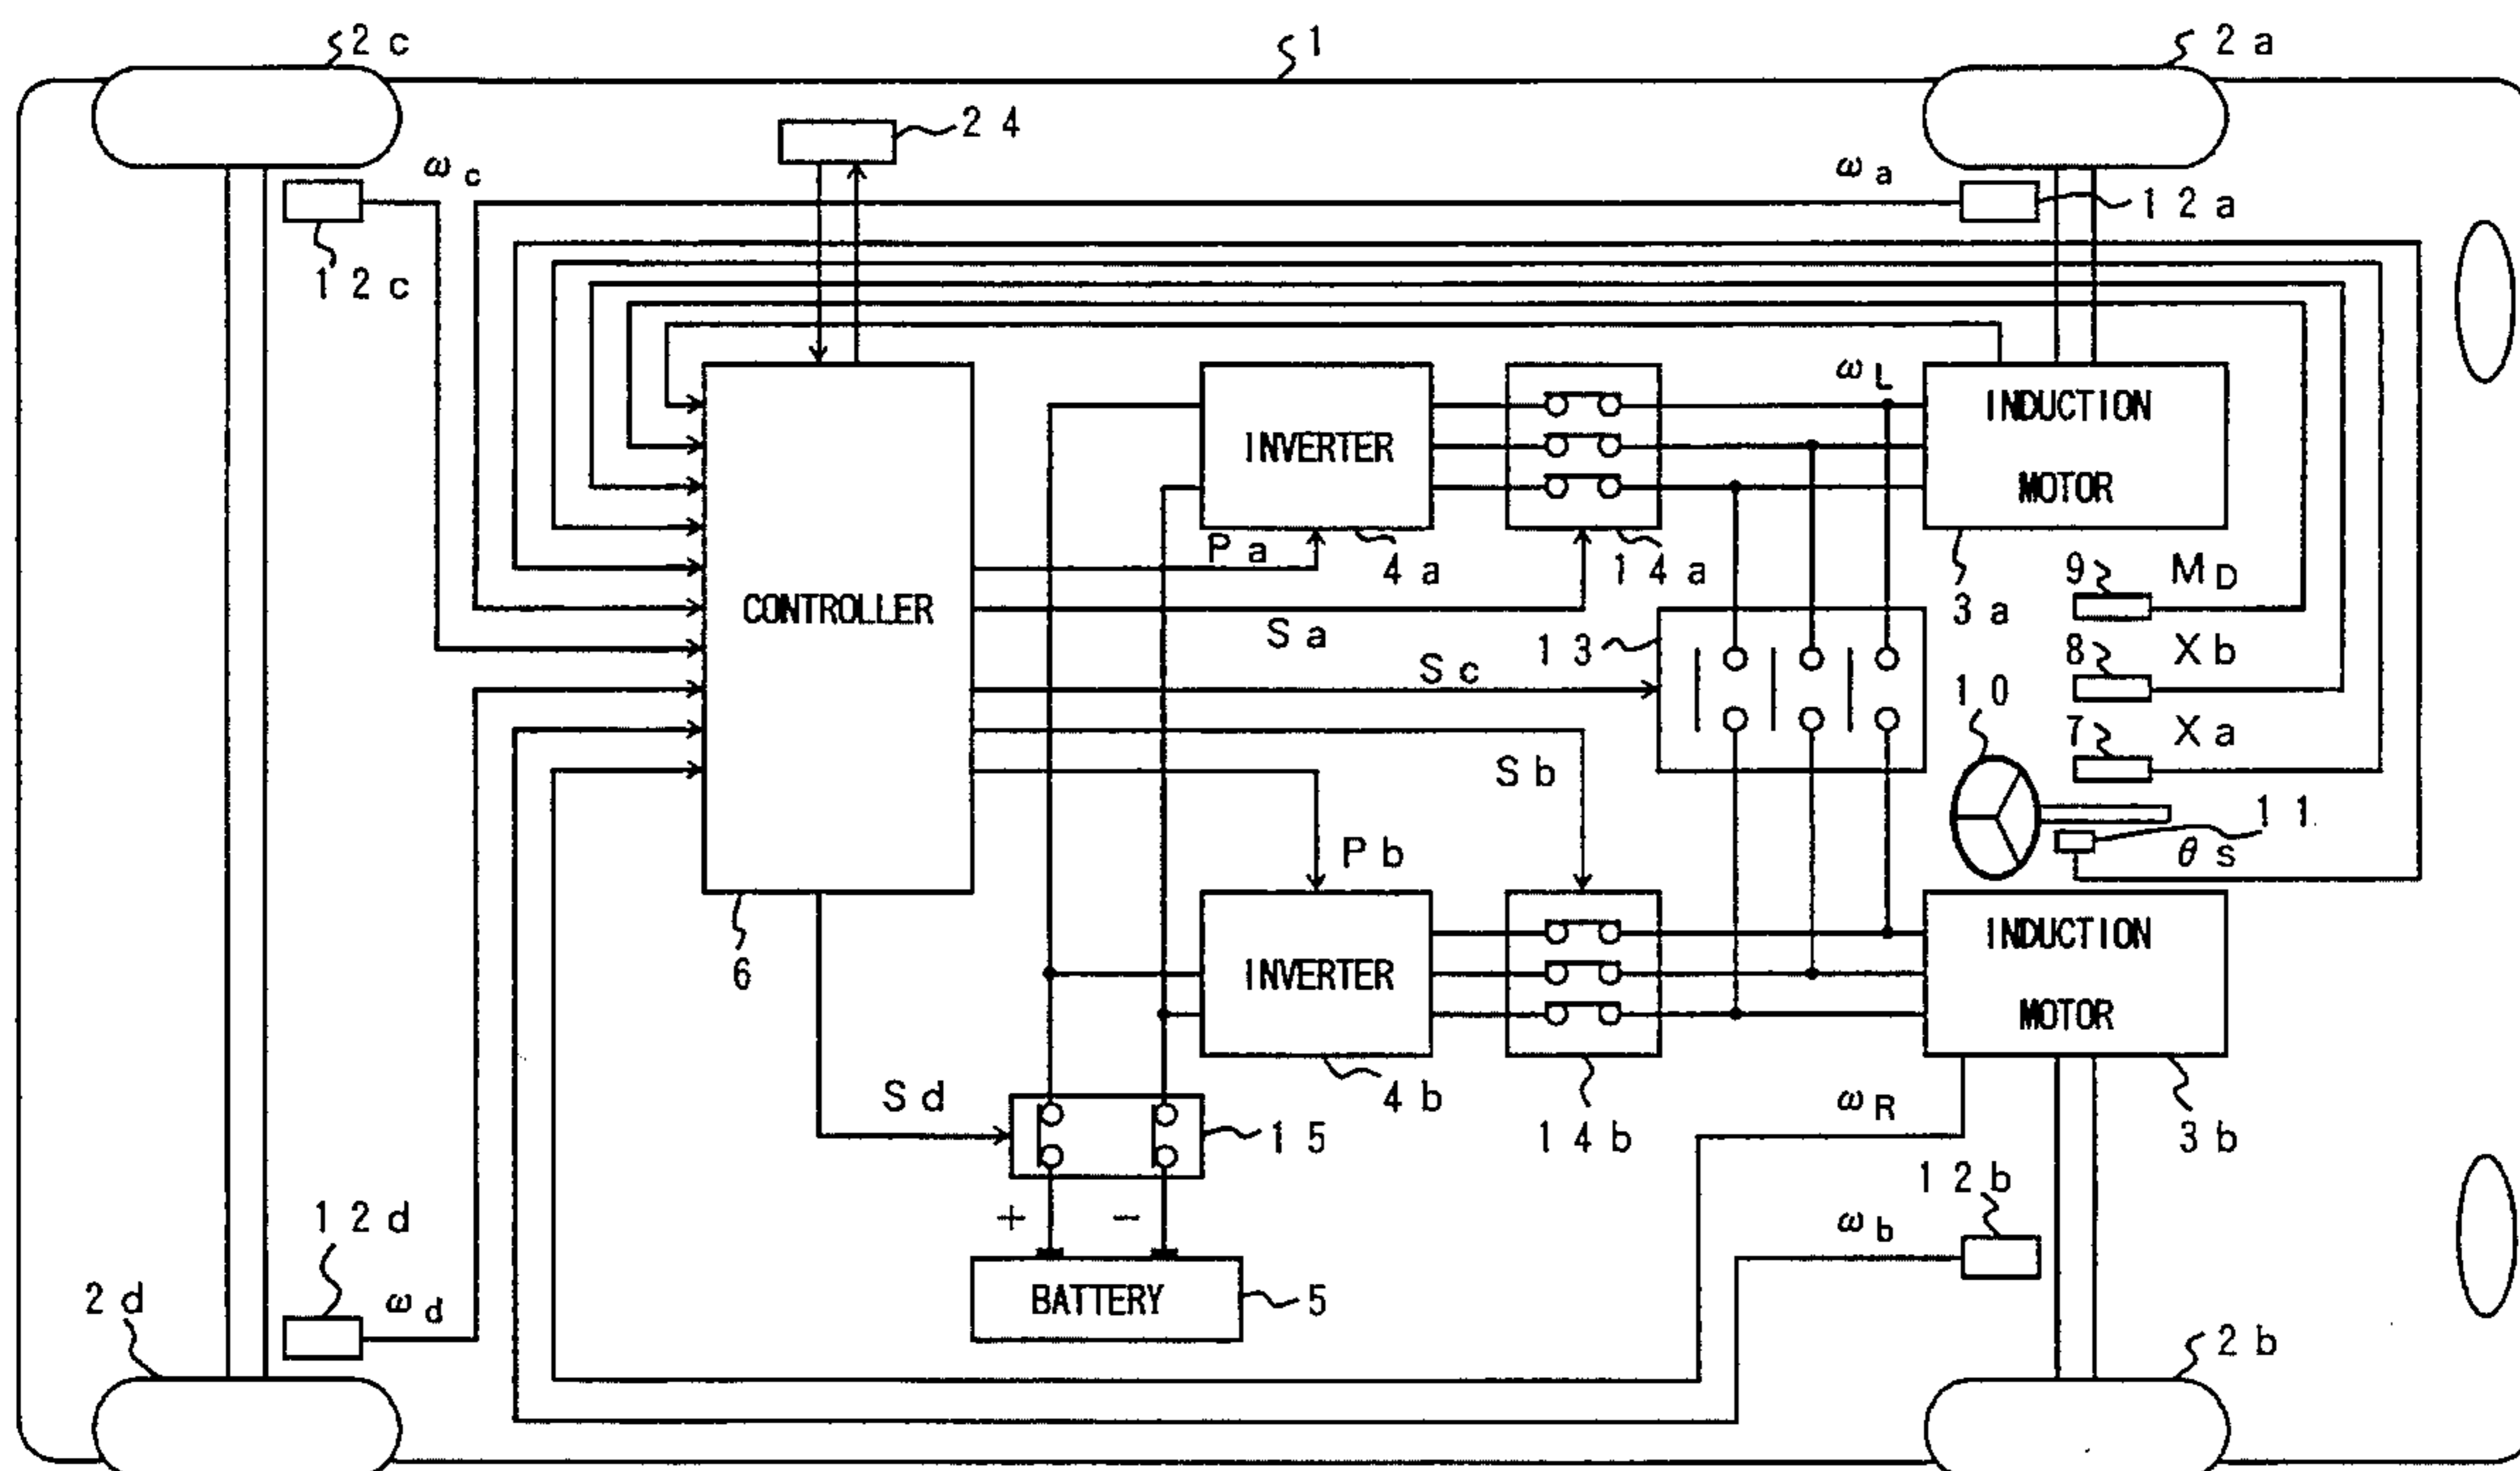 2c
1
2a
24
ωc
ωa
12a
12c
ωL
INDUCTION
MOTOR
INVERTER
CONTROLLER
Pa
4a
14a
3a
9
MD
Sa
13
8
Xb
Sc
10
7
Xa
Sb
11
θs
Pb
6
INVERTER
INDUCTION
MOTOR
Sd
4b
14b
ωR
3b
15
12b
12d
+
−
ωb
2d
ωd
BATTERY
5
2b